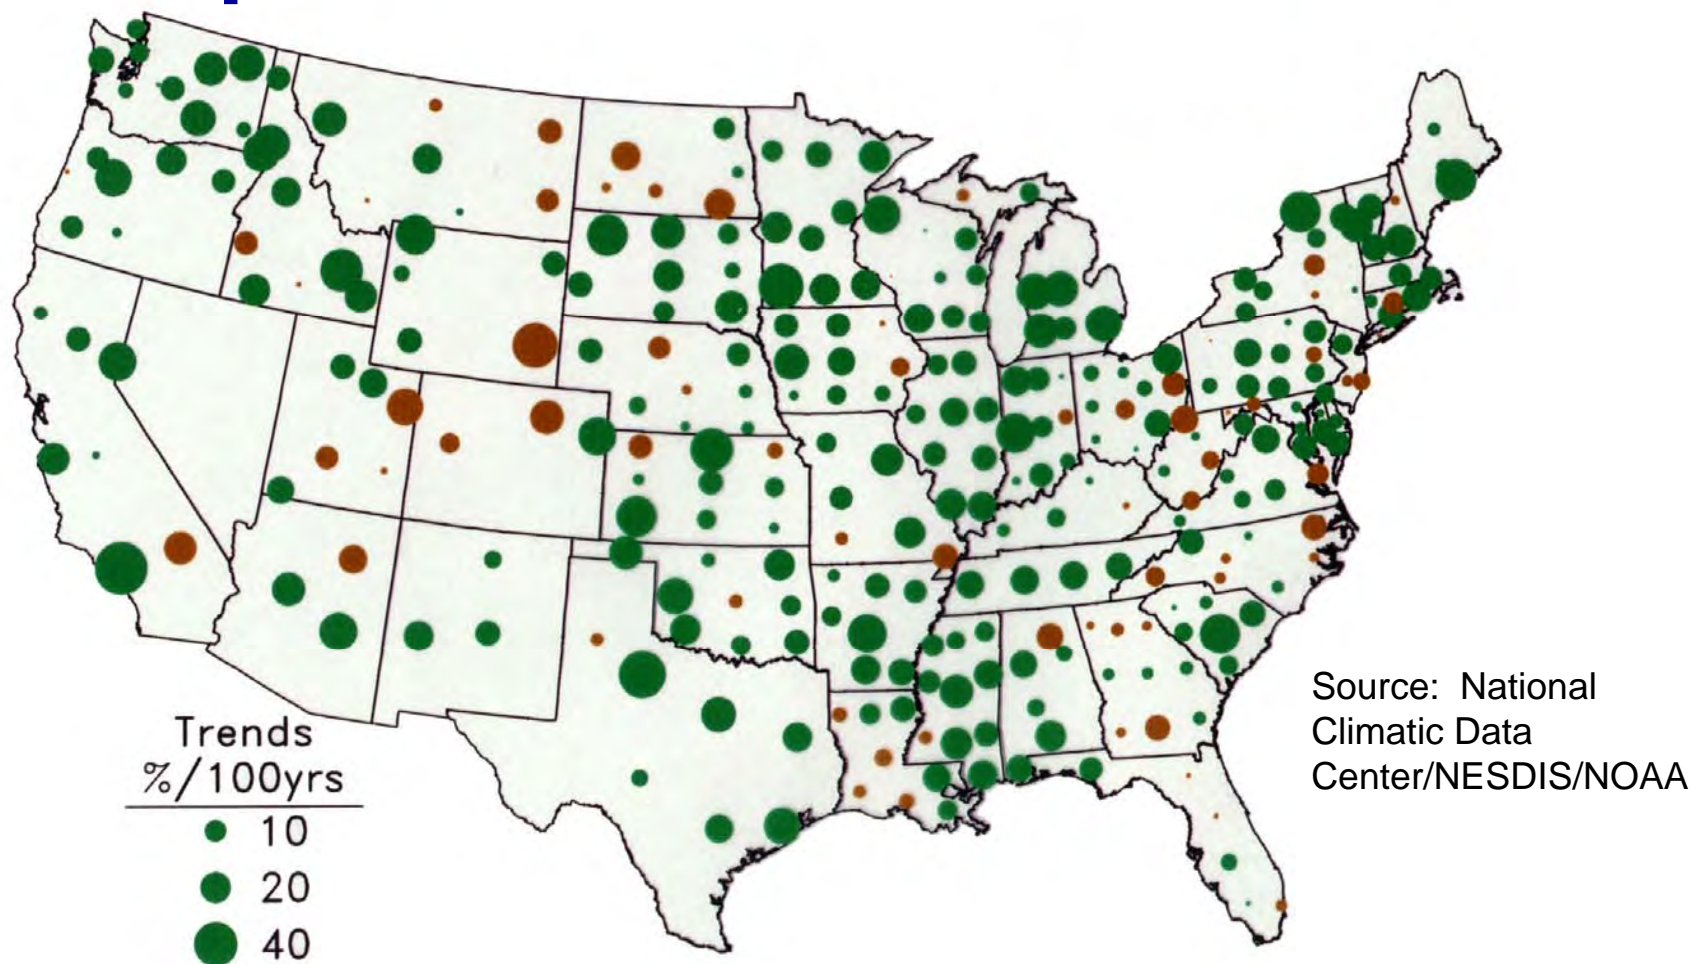 Trends
%/100yrs
10
20
40
Source: National
Climatic Data
Center/NESDIS/NOAA